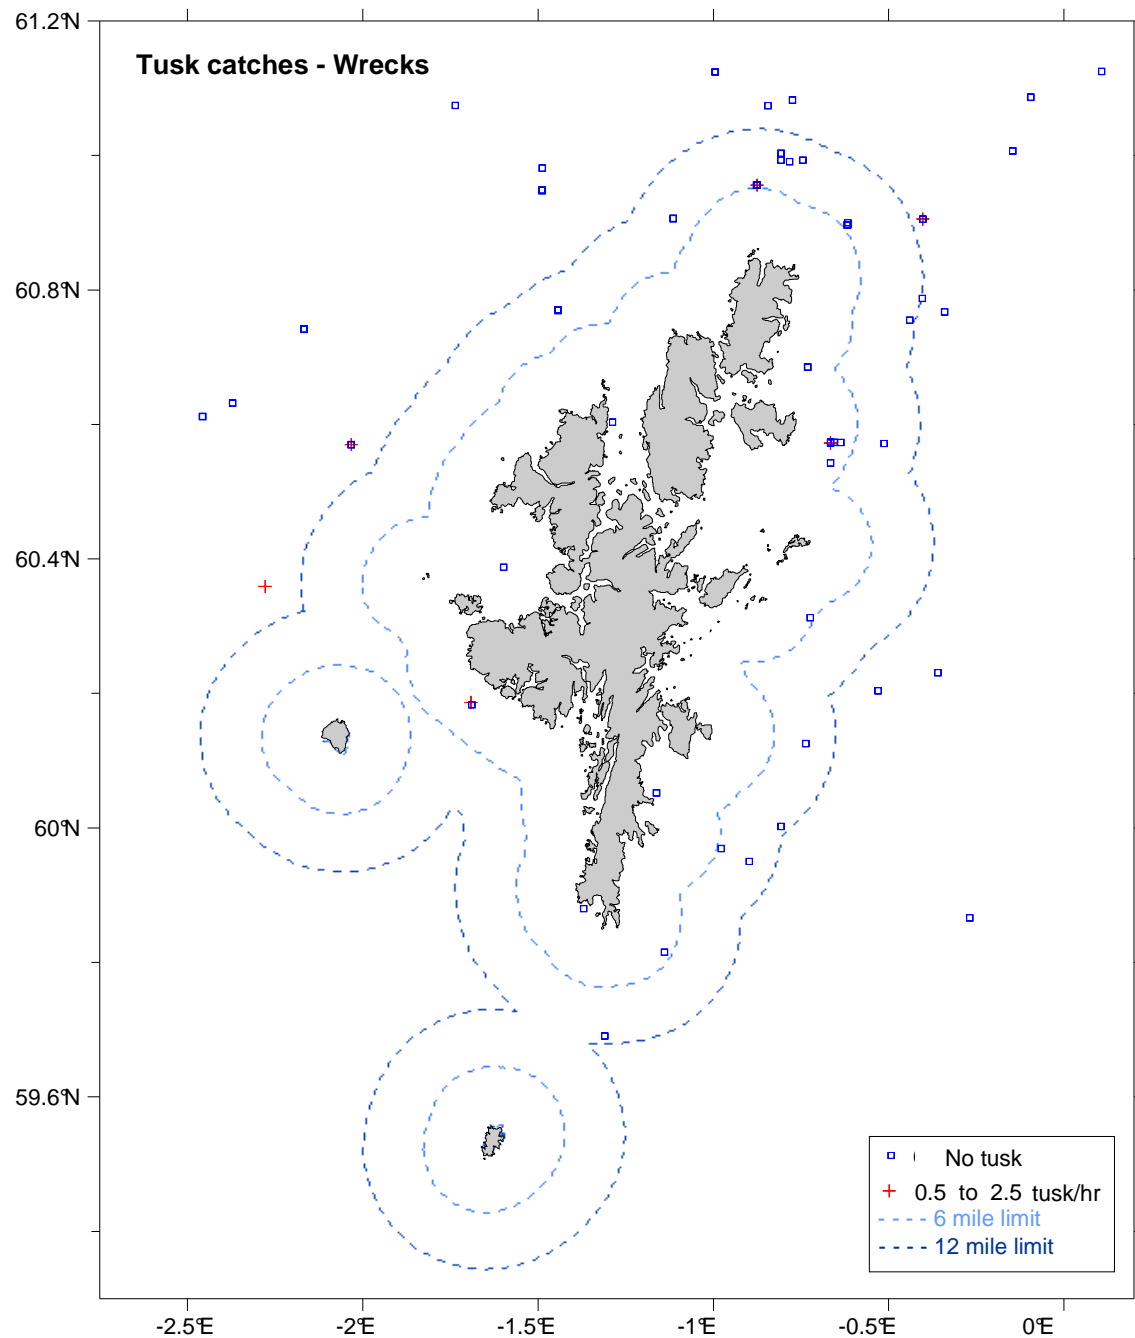 61.2°N
Tusk catches - Wrecks
60.8°N
60.4°N
60°N
59.6°N
( No tusk
0.5 to 2.5 tusk/hr
6 mile limit
12 mile limit
-2.5°E -2°E -1.5°E -1°E -0.5°E 0°E